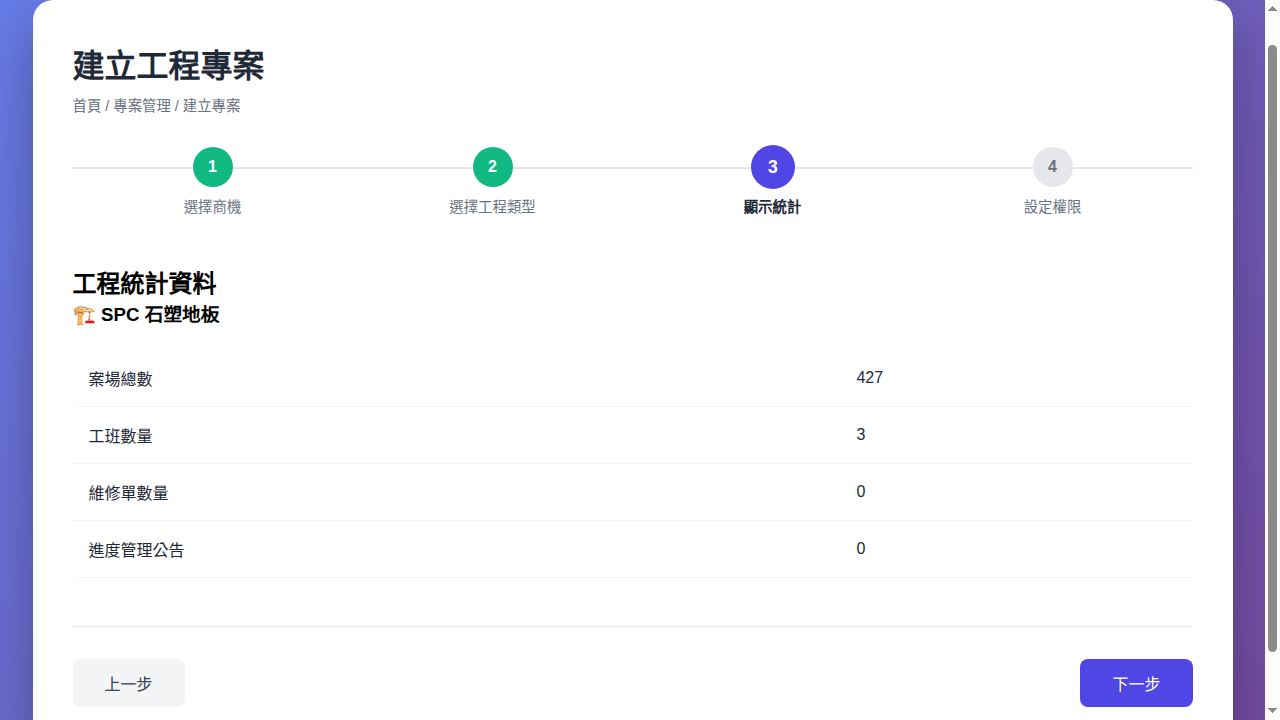 建立工程專案
首頁 / 專案管理 / 建立專案
1
2
3
4
選擇商機
選擇工程類型
顯示統計
設定權限
工程統計資料
🏗️ SPC 石塑地板
案場總數 427
工班數量 3
維修單數量 0
進度管理公告 0
上一步
下一步